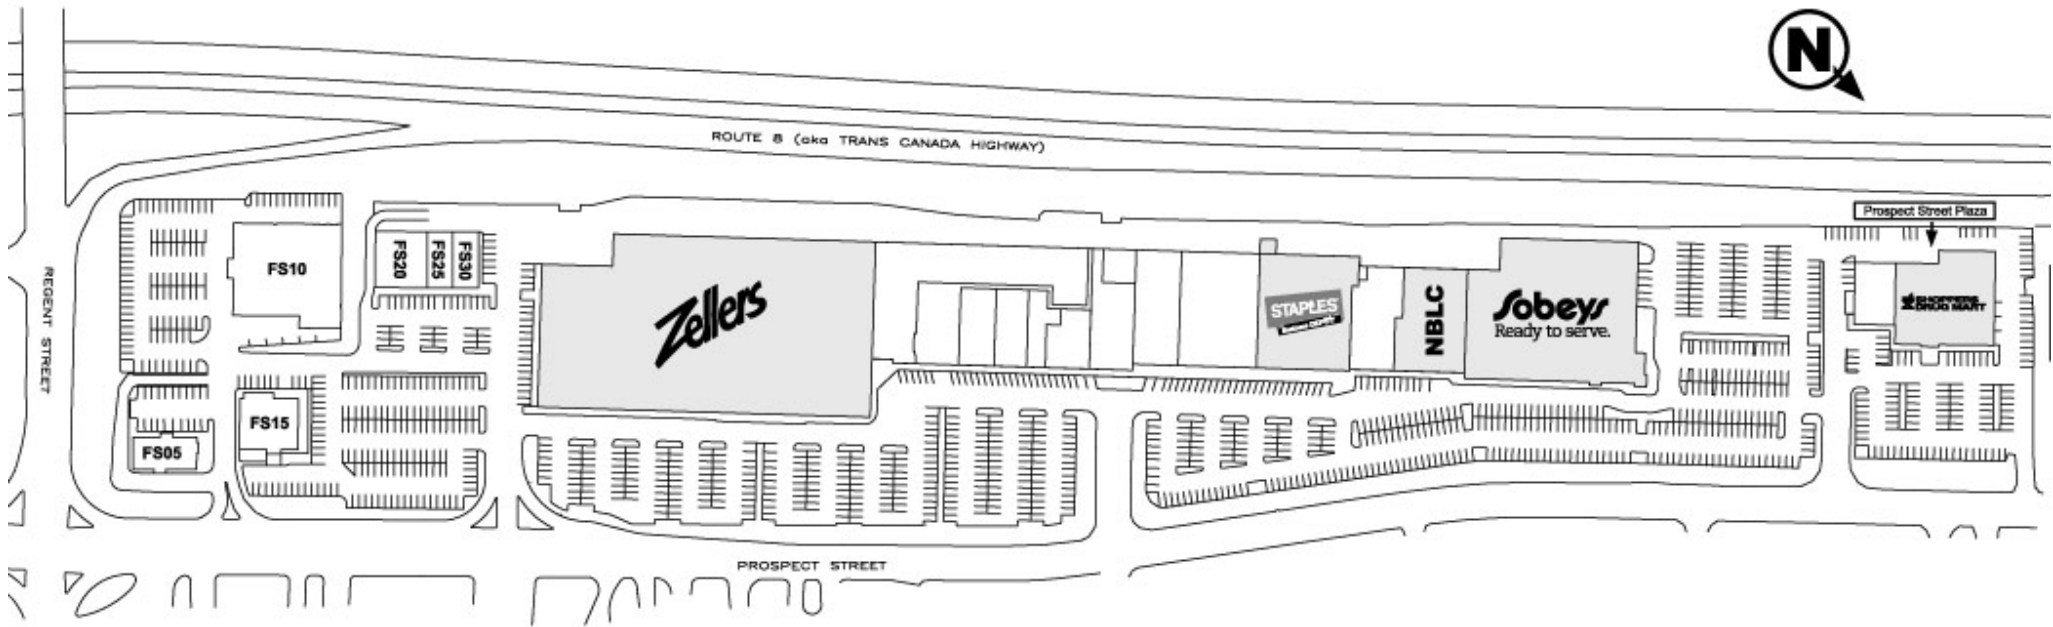 N
ROUTE 8 (aka TRANS CANADA HIGHWAY)
Prospect Street Plaza
REGENT STREET
FS10
FS20
FS25
FS30
Zellers
STAPLES
NBLC
Sobeys
Ready to serve.
SHOPPERS
DRUG MART
FS15
FS05
PROSPECT STREET